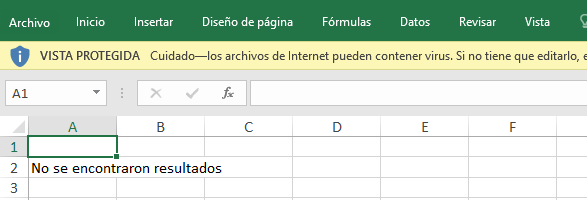 Archivo Inicio Insertar Diseño de página Fórmulas Datos Revisar Vista
VISTA PROTEGIDA Cuidado—los archivos de Internet pueden contener virus. Si no tiene que editarlo,
A1 fx
A B C D E F
1
2 No se encontraron resultados
3